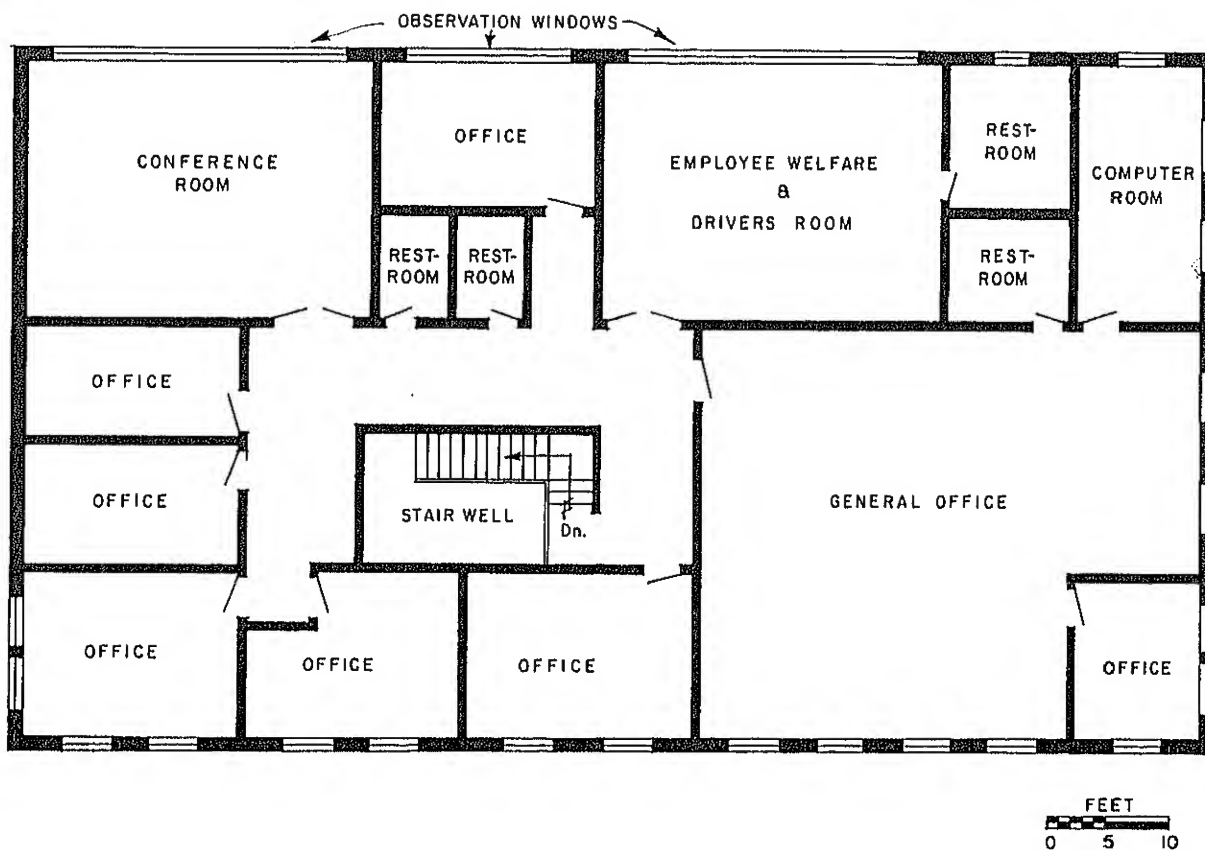 OBSERVATION WINDOWS
CONFERENCE
ROOM
OFFICE
EMPLOYEE WELFARE
&
DRIVERS ROOM
REST-
ROOM
COMPUTER
ROOM
REST-
ROOM
REST-
ROOM
REST-
ROOM
OFFICE
OFFICE
STAIR WELL
Dn.
GENERAL OFFICE
OFFICE
OFFICE
OFFICE
OFFICE
FEET
0 5 10